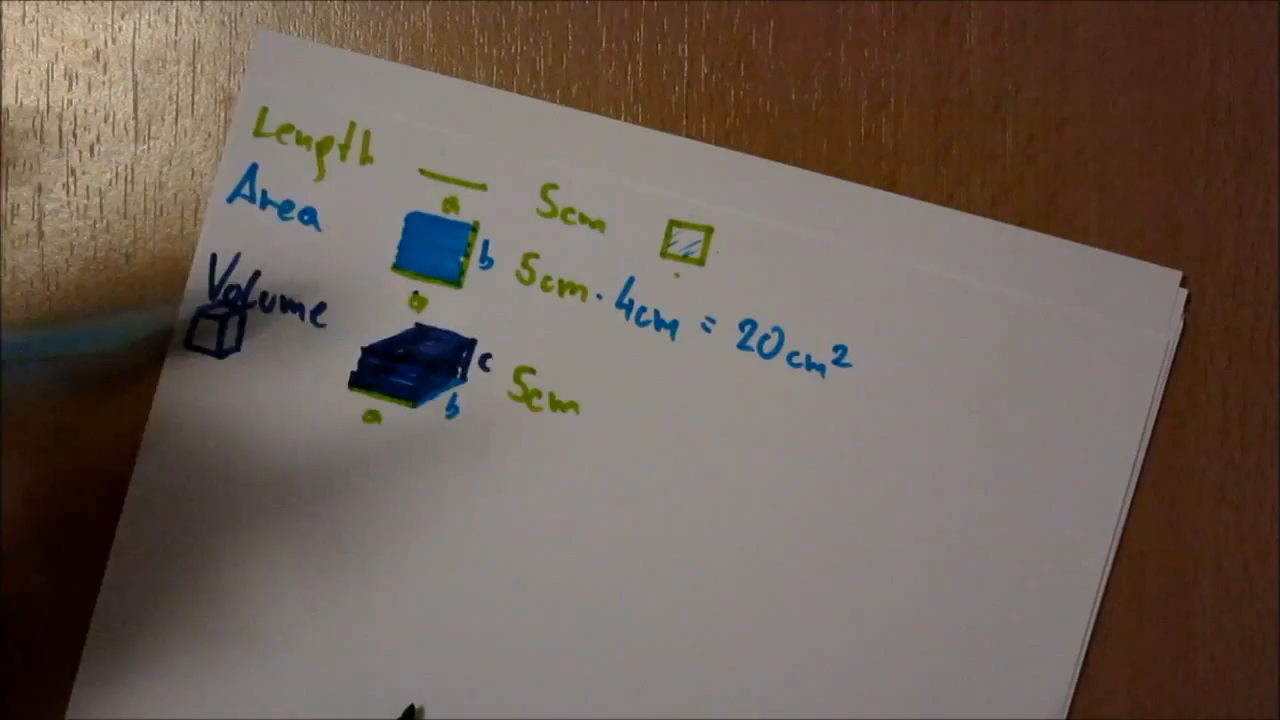 Length
a
5cm
Area
b
a
5cm · 4cm = 20cm²
Volume
c
a
b
5cm